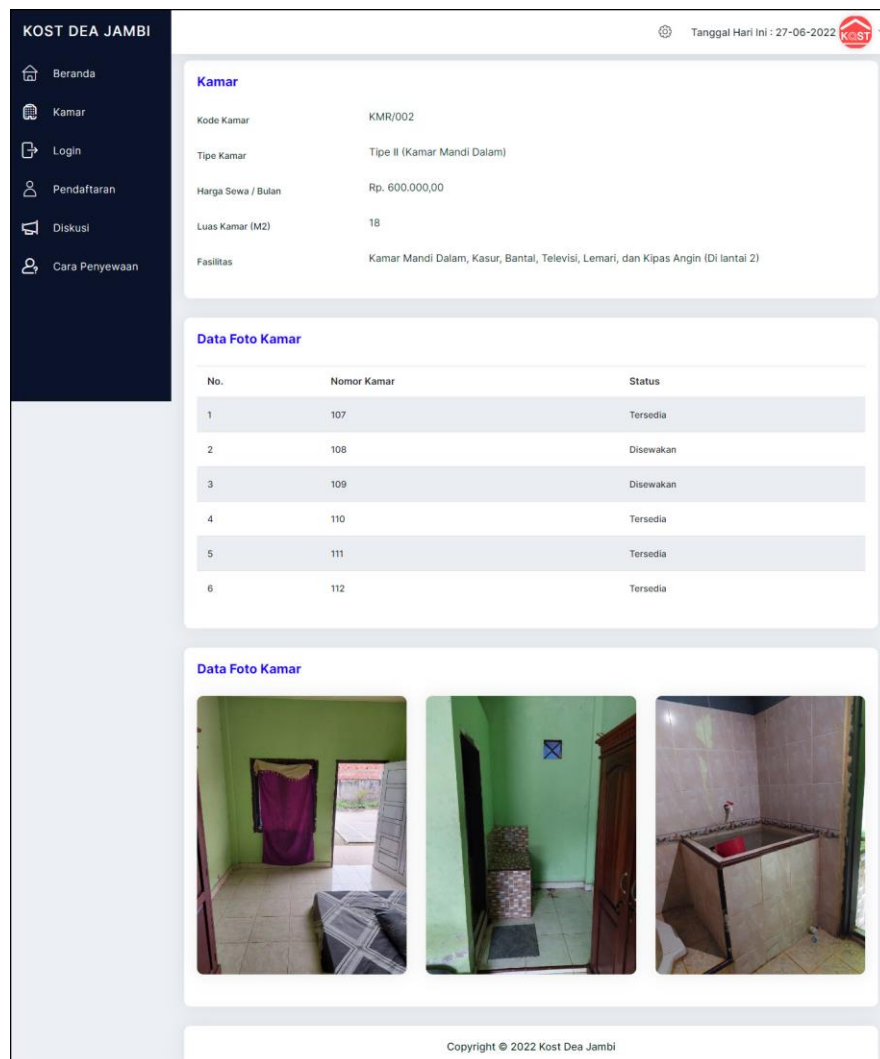 KOST DEA JAMBI
Tanggal Hari Ini : 27-06-2022
KOST
Beranda
Kamar
Login
Pendaftaran
Diskusi
Cara Penyewaan
Kamar
Kode Kamar KMR/002
Tipe Kamar Tipe II (Kamar Mandi Dalam)
Harga Sewa / Bulan Rp. 600.000,00
Luas Kamar (M2) 18
Fasilitas Kamar Mandi Dalam, Kasur, Bantal, Televisi, Lemari, dan Kipas Angin (Di lantai 2)
Data Foto Kamar
No. Nomor Kamar Status
1 107 Tersedia
2 108 Disewakan
3 109 Disewakan
4 110 Tersedia
5 111 Tersedia
6 112 Tersedia
Data Foto Kamar
Copyright © 2022 Kost Dea Jambi